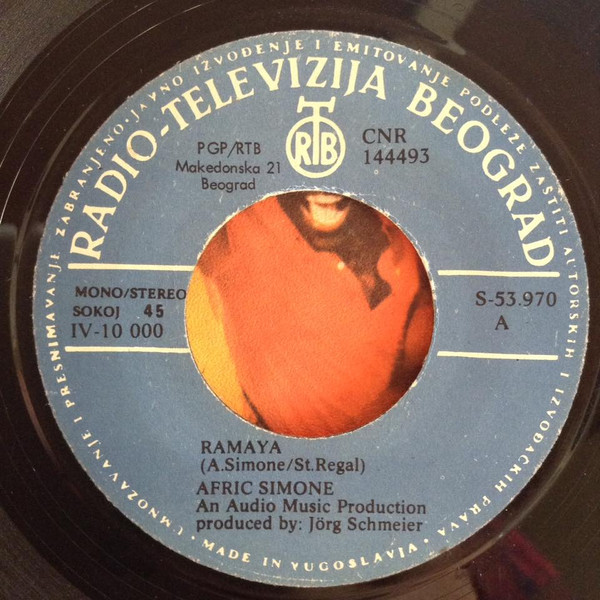 UMNOŽAVANJE I PRESNIMAVANJE ZABRANJENO·JAVNO IZVOĐENJE I EMITOVANJE PODLEŽE ZAŠTITI AUTORSKIH I IZVOĐAČKIH PRAVA
RADIO-TELEVIZIJA BEOGRAD
RTB
PGP/RTB
Makedonska 21
Beograd
CNR
144493
MONO/STEREO
SOKOJ 45
IV-10 000
S-53.970
A
RAMAYA
(A.Simone/St.Regal)
AFRIC SIMONE
An Audio Music Production
produced by: Jörg Schmeier
· MADE IN YUGOSLAVIA ·